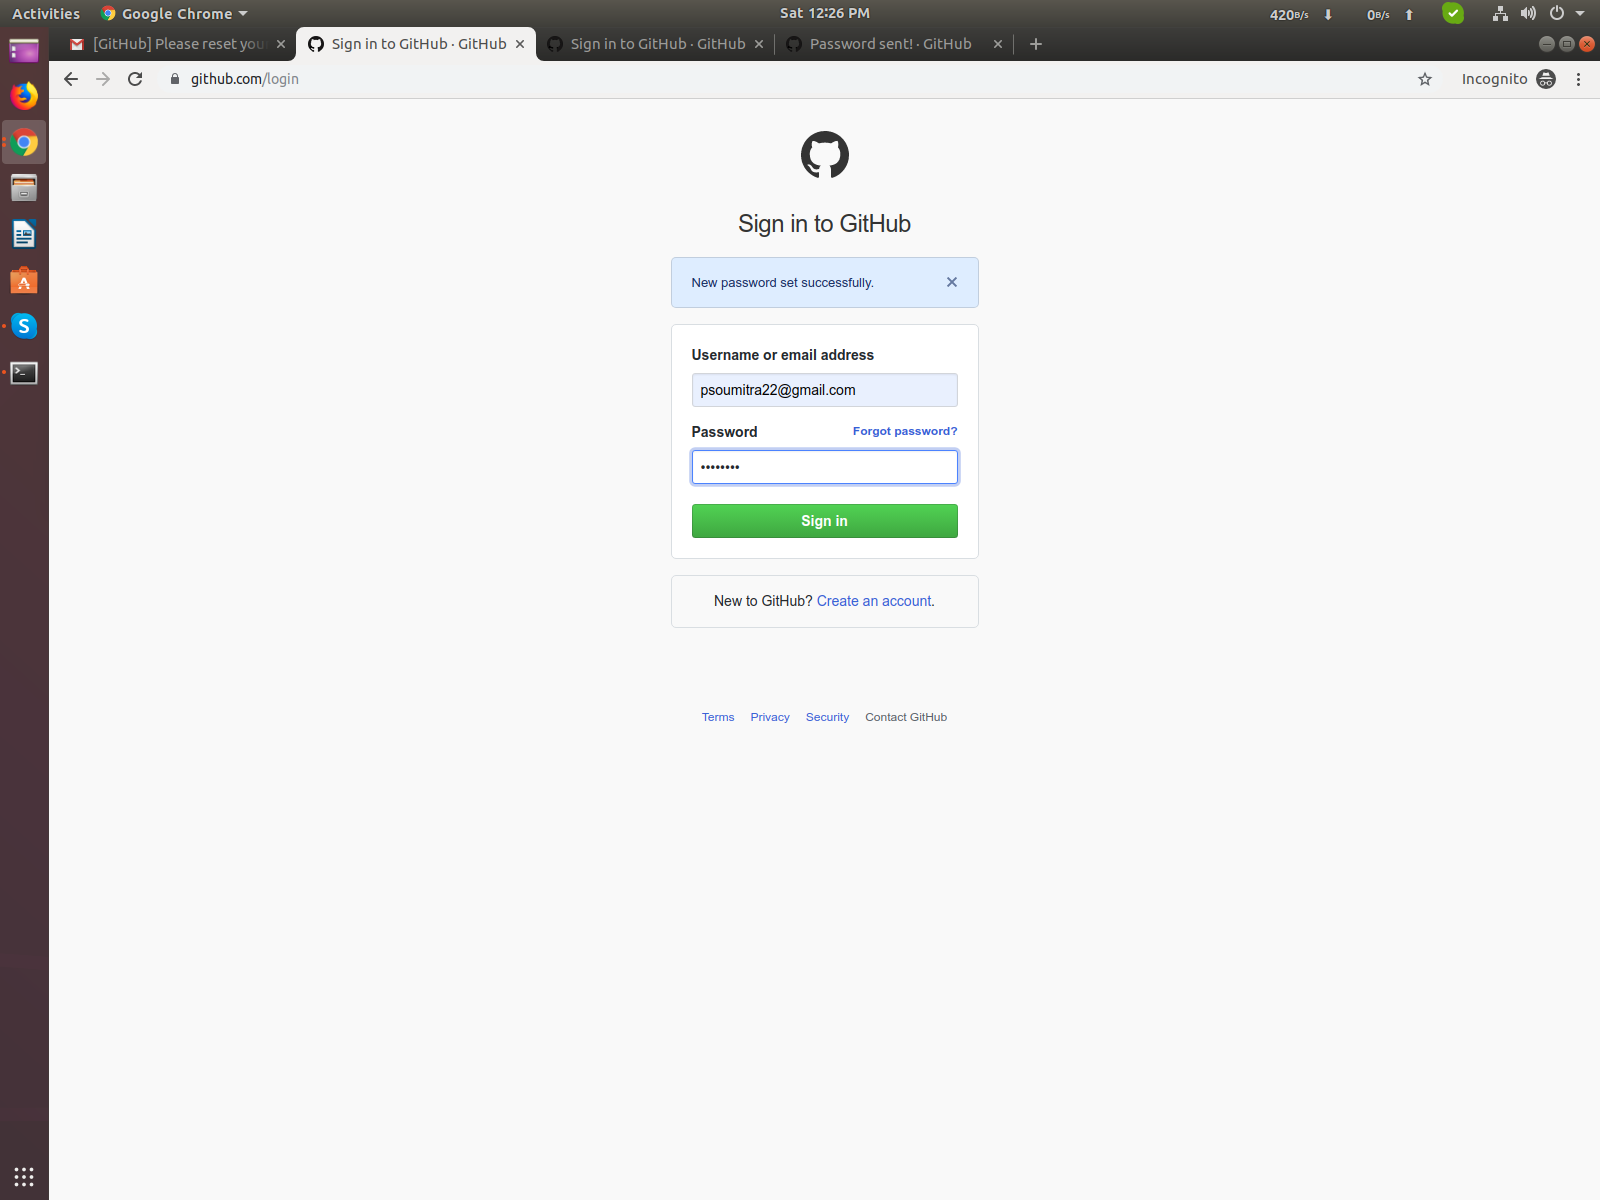 Activities
Google Chrome
Sat 12:26 PM
420B/s
0B/s
[GitHub] Please reset you
Sign in to GitHub · GitHub
Sign in to GitHub · GitHub
Password sent! · GitHub
github.com/login
Incognito
Sign in to GitHub
New password set successfully.
Username or email address
psoumitra22@gmail.com
Password
Forgot password?
••••••••
Sign in
New to GitHub? Create an account.
Terms
Privacy
Security
Contact GitHub